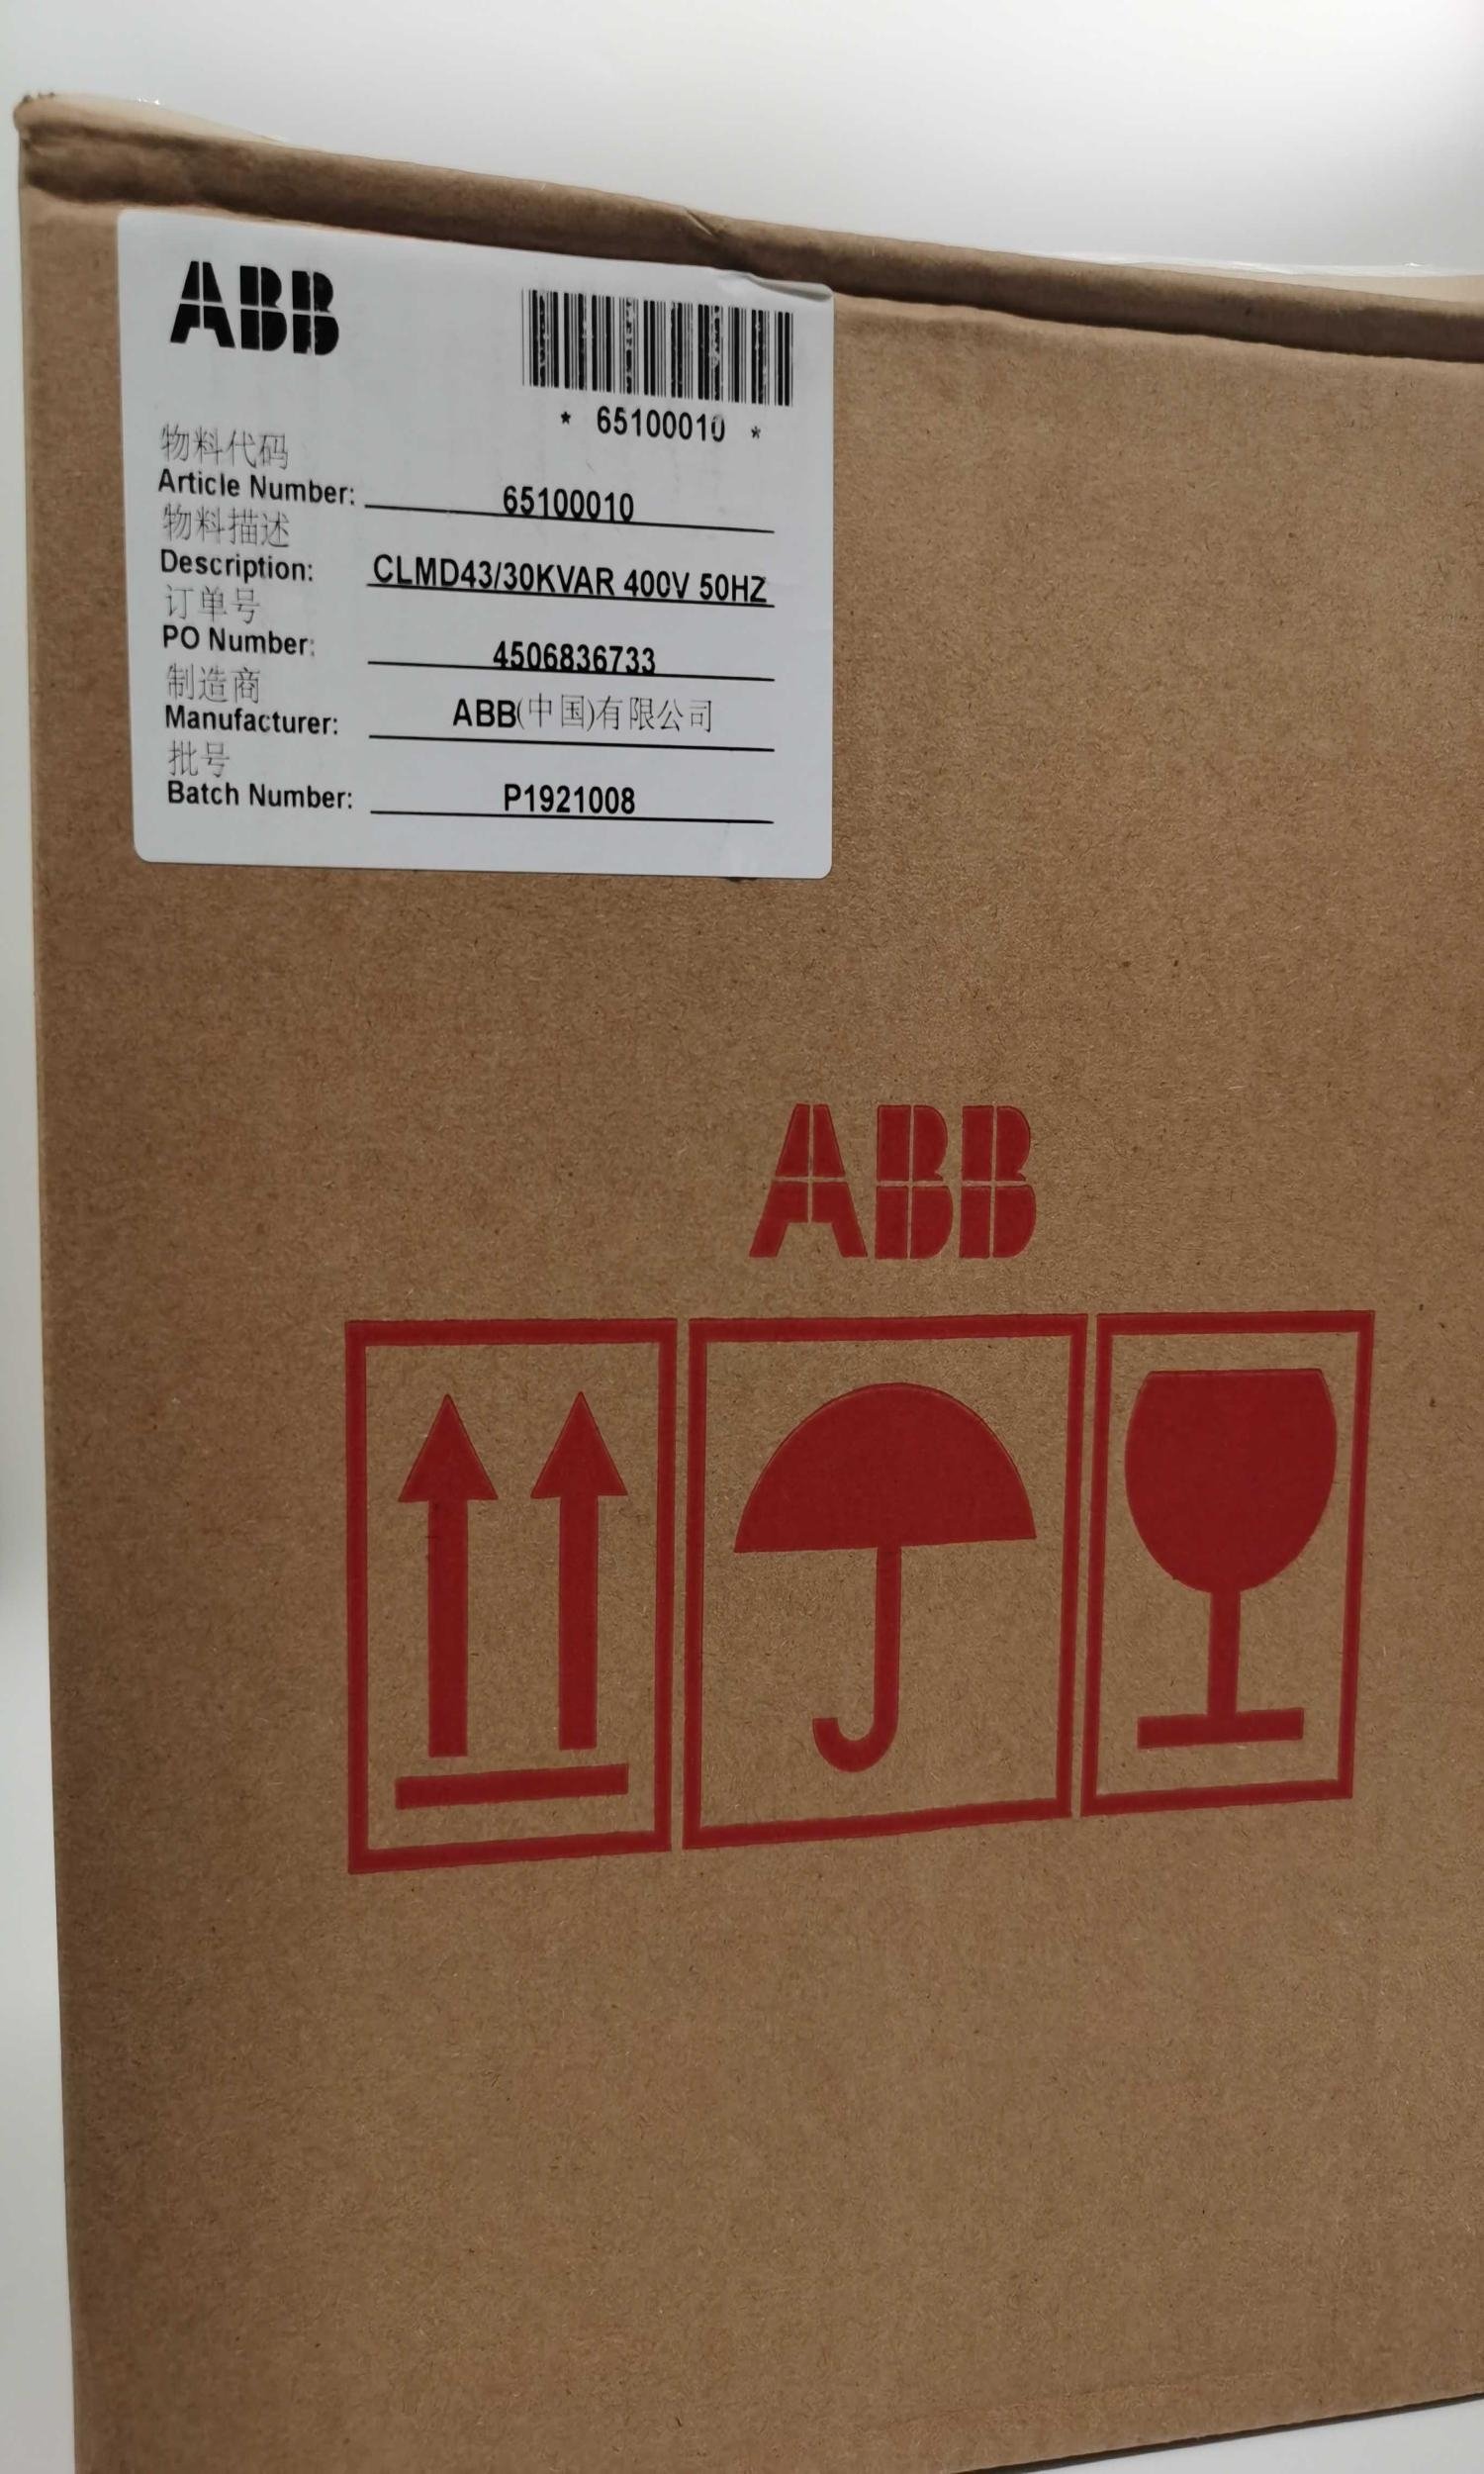 ABB
* 65100010 *
物料代码
Article Number: 65100010
物料描述
Description: CLMD43/30KVAR 400V 50HZ
订单号
PO Number: 4506836733
制造商
Manufacturer: ABB(中国)有限公司
批号
Batch Number: P1921008
ABB